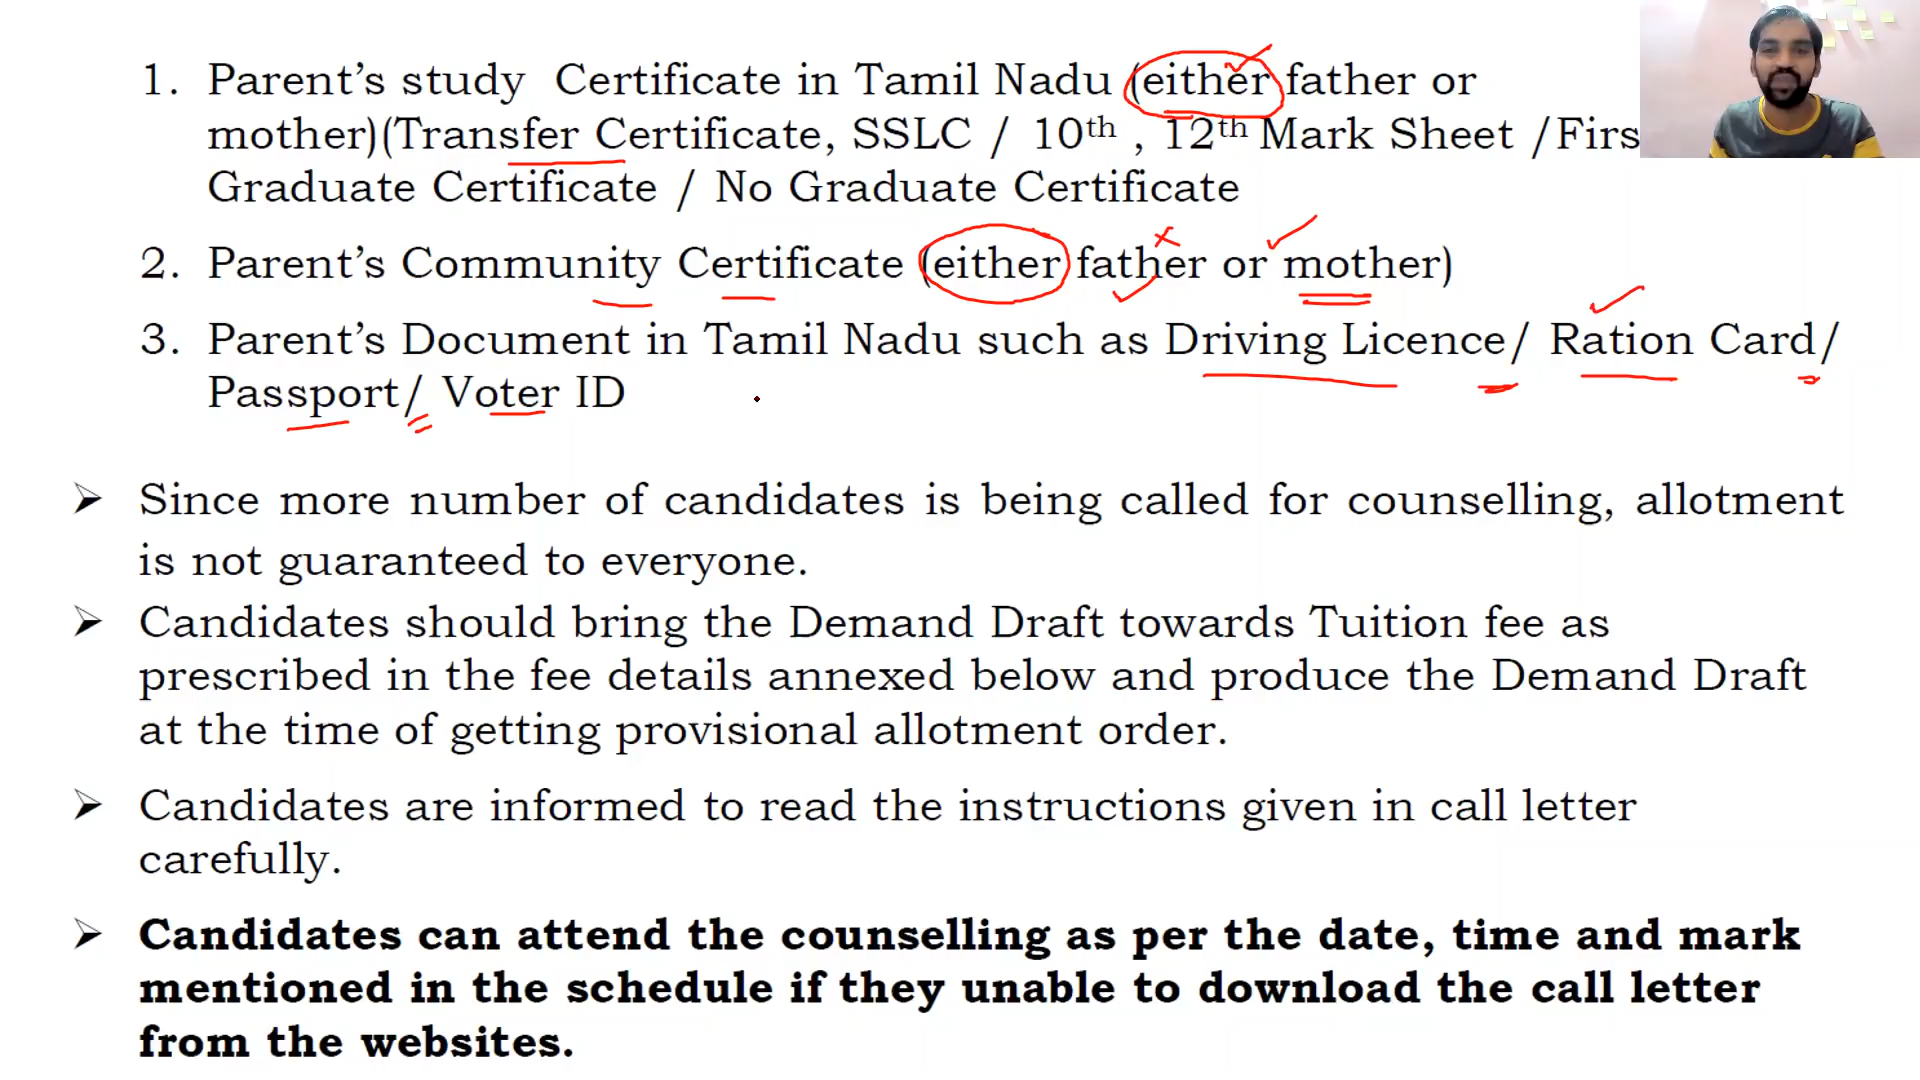 1. Parent's study Certificate in Tamil Nadu (either father or
mother)(Transfer Certificate, SSLC / 10th , 12th Mark Sheet /Firs
Graduate Certificate / No Graduate Certificate
2. Parent's Community Certificate (either father or mother)
3. Parent's Document in Tamil Nadu such as Driving Licence/ Ration Card/
Passport/ Voter ID
➢ Since more number of candidates is being called for counselling, allotment
is not guaranteed to everyone.
➢ Candidates should bring the Demand Draft towards Tuition fee as
prescribed in the fee details annexed below and produce the Demand Draft
at the time of getting provisional allotment order.
➢ Candidates are informed to read the instructions given in call letter
carefully.
➢ Candidates can attend the counselling as per the date, time and mark
mentioned in the schedule if they unable to download the call letter
from the websites.